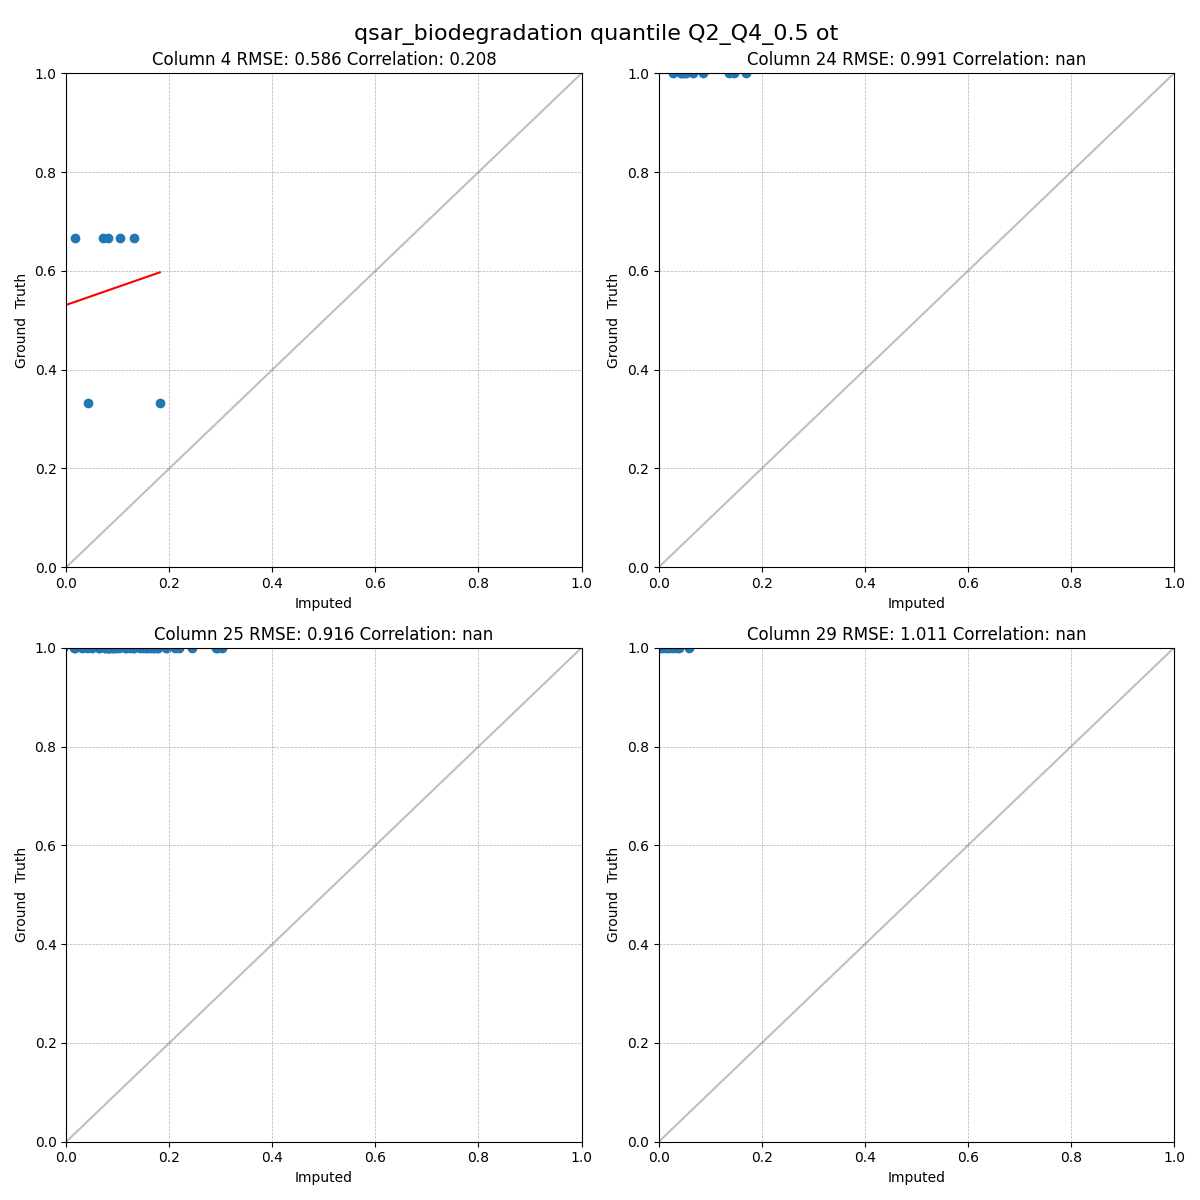 qsar_biodegradation quantile Q2_Q4_0.5 ot
Column 4 RMSE: 0.586 Correlation: 0.208
1.0
0.8
0.6
0.4
0.2
0.0
Ground Truth
0.0 0.2 0.4 0.6 0.8 1.0
Imputed
Column 24 RMSE: 0.991 Correlation: nan
1.0
0.8
0.6
0.4
0.2
0.0
Ground Truth
0.0 0.2 0.4 0.6 0.8 1.0
Imputed
Column 25 RMSE: 0.916 Correlation: nan
1.0
0.8
0.6
0.4
0.2
0.0
Ground Truth
0.0 0.2 0.4 0.6 0.8 1.0
Imputed
Column 29 RMSE: 1.011 Correlation: nan
1.0
0.8
0.6
0.4
0.2
0.0
Ground Truth
0.0 0.2 0.4 0.6 0.8 1.0
Imputed